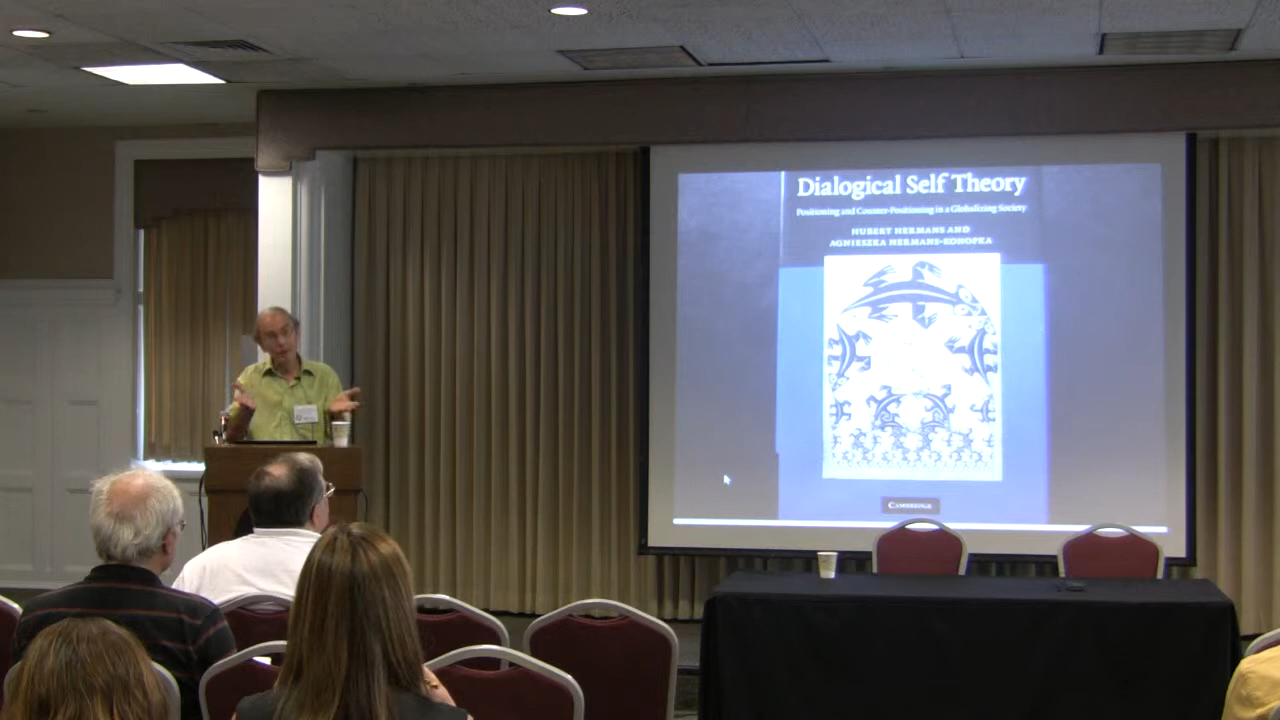 Dialogical Self Theory
Positioning and Counter-Positioning in a Globalizing Society
HUBERT HERMANS AND
AGNIESZKA HERMANS-KONOPKA
CAMBRIDGE